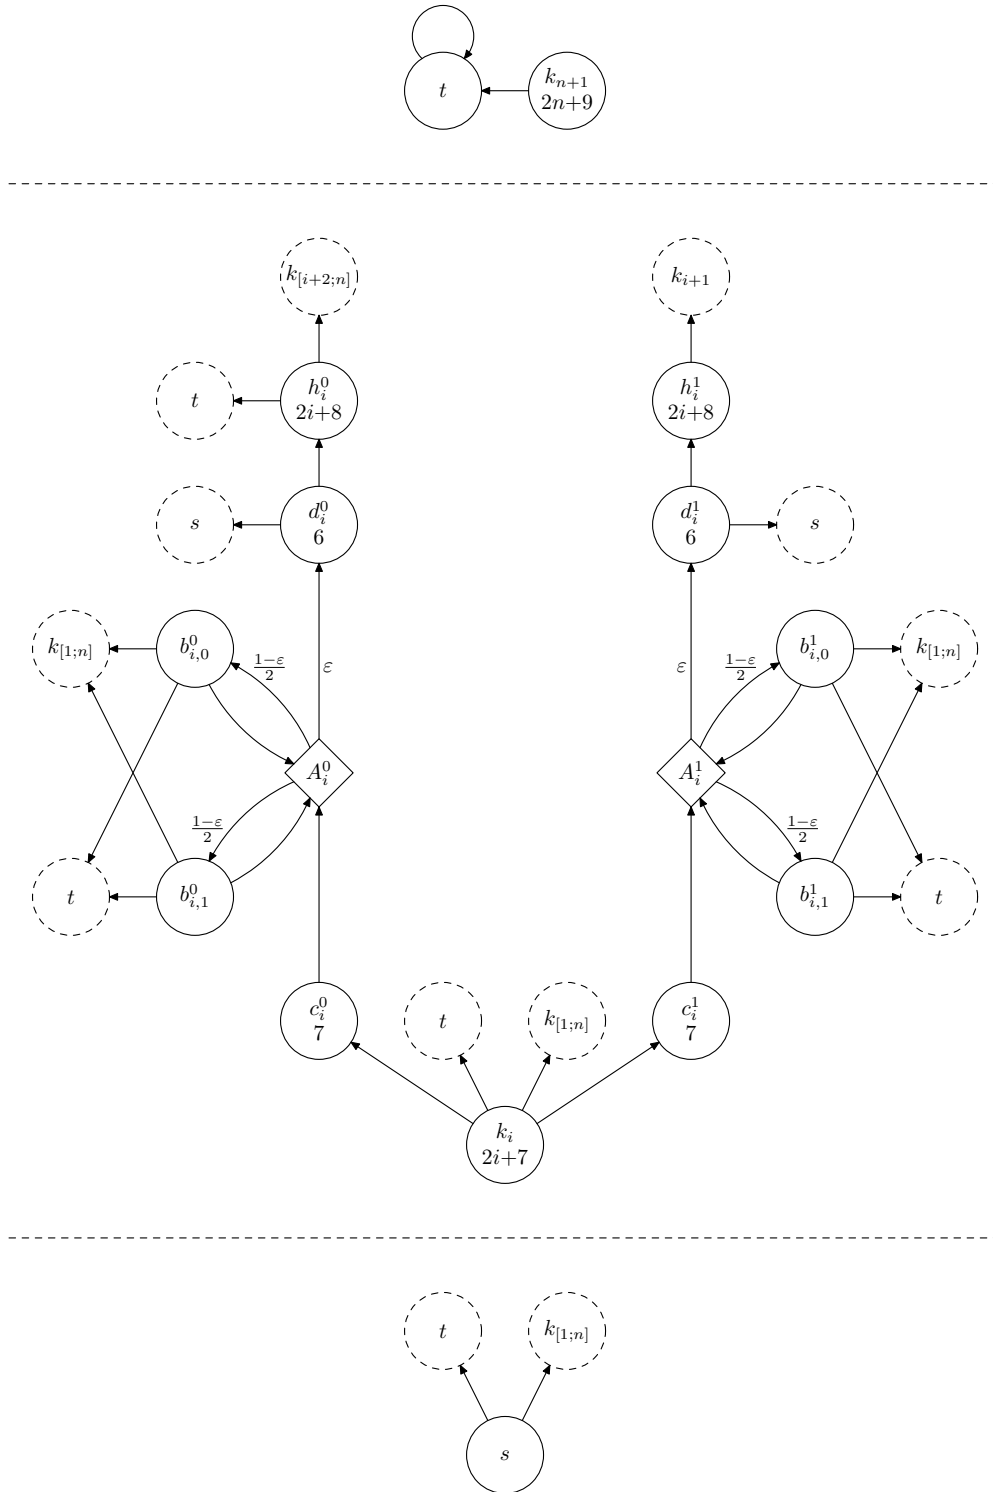 t
k_{n+1}
2n+9
k_{[i+2;n]}
k_{i+1}
t
h_i^0
2i+8
h_i^1
2i+8
s
d_i^0
6
d_i^1
6
s
k_{[1;n]}
b_{i,0}^0
\frac{1-ε}{2}
ε
ε
\frac{1-ε}{2}
b_{i,0}^1
k_{[1;n]}
A_i^0
A_i^1
\frac{1-ε}{2}
\frac{1-ε}{2}
t
b_{i,1}^0
b_{i,1}^1
t
c_i^0
7
t
k_{[1;n]}
c_i^1
7
k_i
2i+7
t
k_{[1;n]}
s